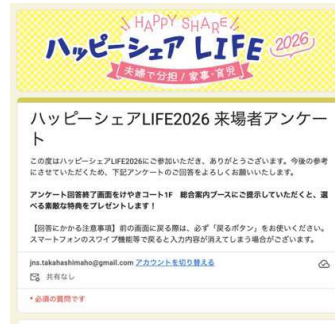 HAPPY SHARE
ハッピーシェア LIFE 2026
夫婦で分担!家事・育児
ハッピーシェアLIFE2026 来場者アンケー
ト
この度はハッピーシェアLIFE2026にご参加いただき、ありがとうございます。今後の参考
にさせていただくため、下記アンケートのご回答をよろしくお願いいたします。
アンケート回答終了画面をけやきコート1F 総合案内ブースにご提示していただくと、選
べる素敵な特典をプレゼントします！
【回答にかかる注意事項】前の画面に戻る際は、必ず「戻るボタン」をお使いください。
スマートフォンのスワイプ機能等で戻ると入力内容が消えてしまう場合がございます。
jns.takahashimaho@gmail.com アカウントを切り替える
共有なし
* 必須の質問です